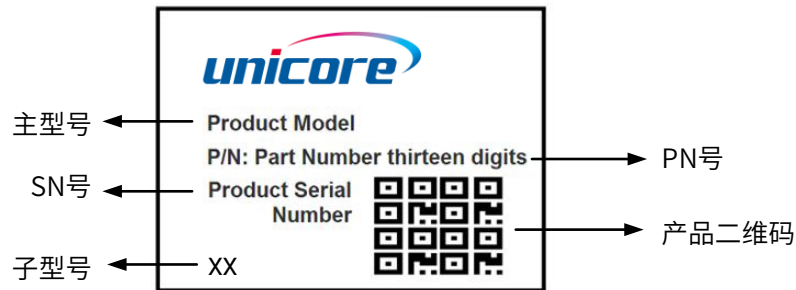 unicore
主型号
Product Model
P/N: Part Number thirteen digits
PN号
SN号
Product Serial
Number
产品二维码
子型号
XX